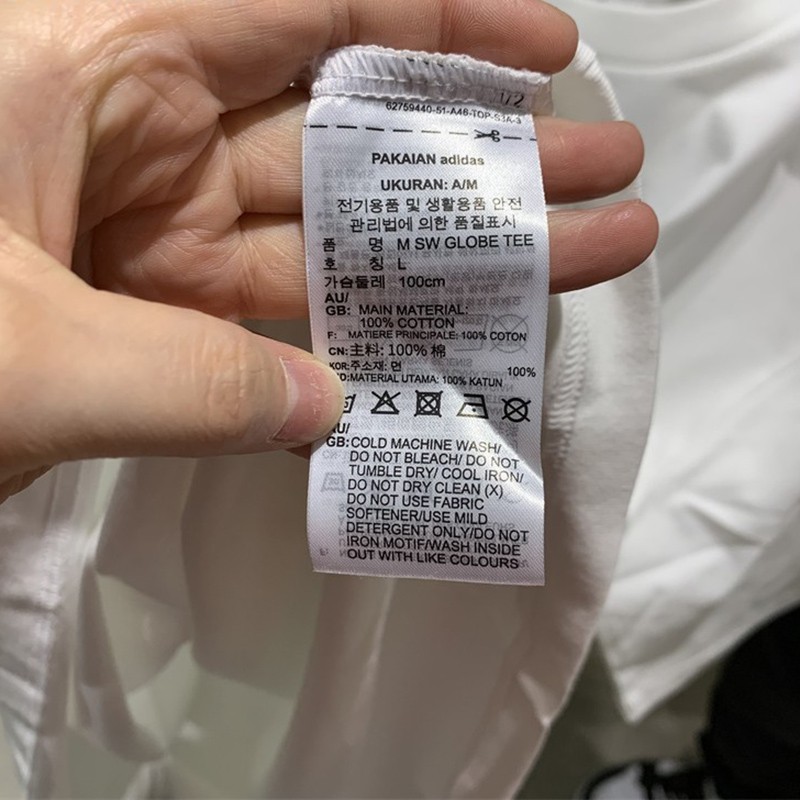 1/2
62759440-51-A46-TOP-S3A-3
PAKAIAN adidas
UKURAN: A/M
전기용품 및 생활용품 안전
관리법에 의한 품질표시
품 명 M SW GLOBE TEE
호 칭 L
가슴둘레 100cm
AU/
GB: MAIN MATERIAL:
100% COTTON
F: MATIERE PRINCIPALE: 100% COTON
CN:主料: 100% 棉
KOR:주소재: 면 100%
D:MATERIAL UTAMA: 100% KATUN
AU/
GB:COLD MACHINE WASH/
DO NOT BLEACH/ DO NOT
TUMBLE DRY/ COOL IRON/
DO NOT DRY CLEAN (X)
DO NOT USE FABRIC
SOFTENER/USE MILD
DETERGENT ONLY/DO NOT
IRON MOTIF/WASH INSIDE
OUT WITH LIKE COLOURS